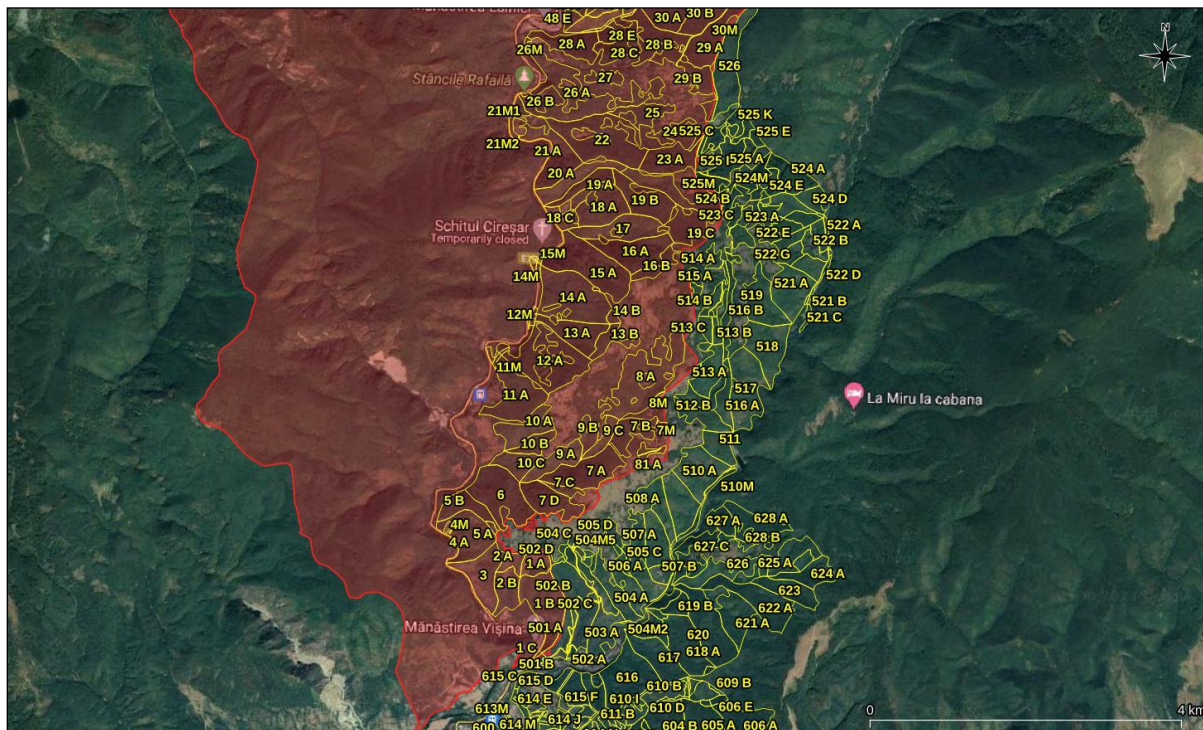 Mănăstirea Lainici
48 E
30 A
30 B
30M
28 E
28 A
28 B
28 C
29 A
26M
526
Stâncile Rafailă
27
29 B
26 A
26 B
21M1
25
525 K
24
525 C
525 E
22
21M2
21 A
23 A
525 I
525 A
20 A
524 A
524M
525M
524 E
19 A
19 B
524 B
524 D
18 A
18 C
523 C
523 A
522 A
Schitul Cireșar
Temporarily closed
17
19 C
522 E
522 B
15M
16 A
16 B
514 A
522 G
14M
15 A
515 A
522 D
521 A
14 A
514 B
519
521 B
14 B
516 B
12M
521 C
13 A
13 B
513 C
513 B
518
12 A
11M
8 A
513 A
11 A
517
8M
512 B
516 A
La Miru la cabana
10 A
9 B
9 C
7 B
7M
10 B
511
9 A
10 C
7 A
81 A
510 A
7 C
510M
5 B
6
7 D
508 A
4M
5 A
504 C
505 D
507 A
627 A
628 A
4 A
504M5
628 B
502 D
505 C
627 C
2 A
1 A
506 A
507 B
626
625 A
3
2 B
502 B
624 A
504 A
623
1 B
502 C
619 B
622 A
Mănăstirea Vișina
501 A
503 A
504M2
621 A
620
1 C
618 A
501 B
502 A
617
615 C
615 D
616
610 B
609 B
614 E
615 F
610 I
613M
610 D
606 E
600
614 M
614 J
611 B
604 B
605 A
606 A
0
4 km
N